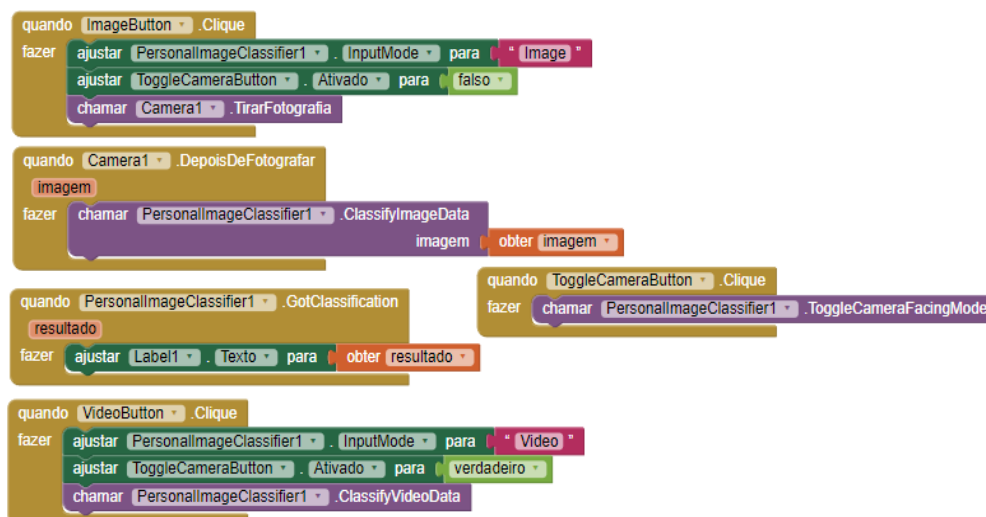 quando ImageButton .Clique
fazer ajustar PersonalImageClassifier1 . InputMode para " Image "
ajustar ToggleCameraButton . Ativado para falso
chamar Camera1 .TirarFotografia
quando Camera1 .DepoisDeFotografar
imagem
fazer chamar PersonalImageClassifier1 .ClassifyImageData
imagem obter imagem
quando ToggleCameraButton .Clique
fazer chamar PersonalImageClassifier1 .ToggleCameraFacingMode
quando PersonalImageClassifier1 .GotClassification
resultado
fazer ajustar Label1 . Texto para obter resultado
quando VideoButton .Clique
fazer ajustar PersonalImageClassifier1 . InputMode para " Video "
ajustar ToggleCameraButton . Ativado para verdadeiro
chamar PersonalImageClassifier1 .ClassifyVideoData